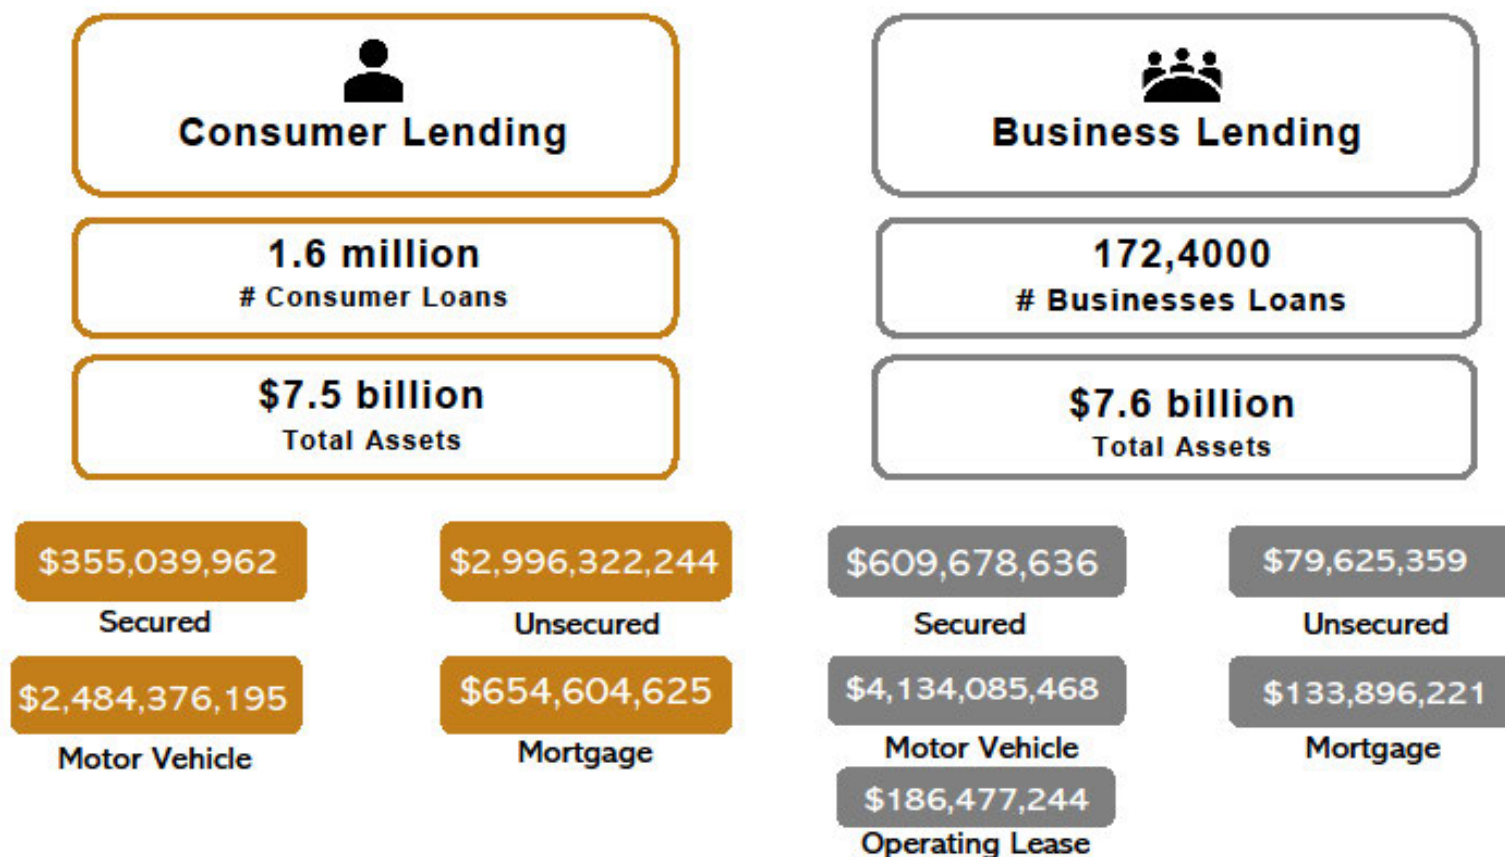 Consumer Lending
1.6 million
# Consumer Loans
$7.5 billion
Total Assets
$355,039,962
Secured
$2,996,322,244
Unsecured
$2,484,376,195
Motor Vehicle
$654,604,625
Mortgage
Business Lending
172,4000
# Businesses Loans
$7.6 billion
Total Assets
$609,678,636
Secured
$79,625,359
Unsecured
$4,134,085,468
Motor Vehicle
$133,896,221
Mortgage
$186,477,244
Operating Lease